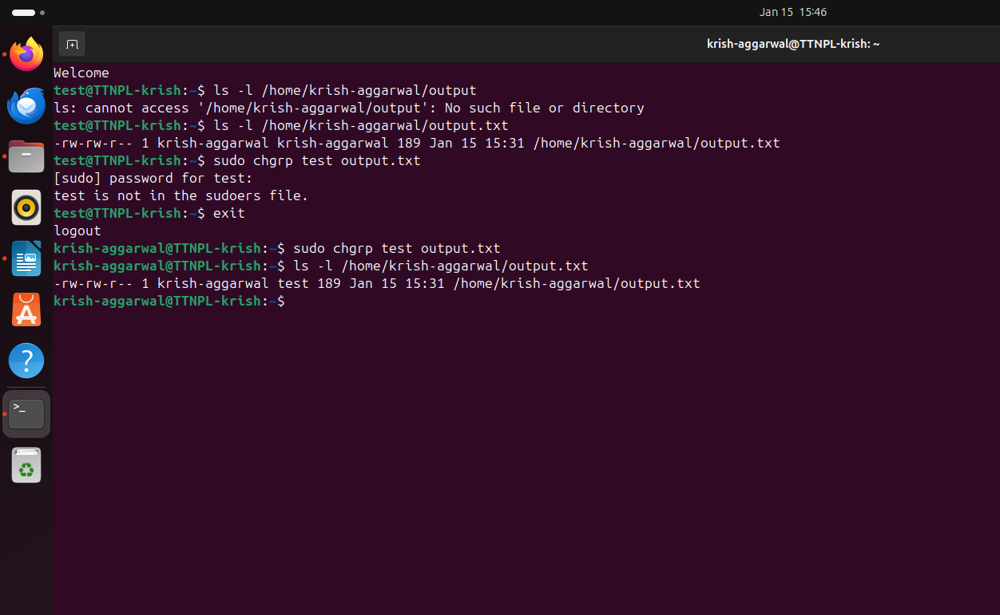 Jan 15 15:46
krish-aggarwal@TTNPL-krish: ~
Welcome
test@TTNPL-krish:~$ ls -l /home/krish-aggarwal/output
ls: cannot access '/home/krish-aggarwal/output': No such file or directory
test@TTNPL-krish:~$ ls -l /home/krish-aggarwal/output.txt
-rw-rw-r-- 1 krish-aggarwal krish-aggarwal 189 Jan 15 15:31 /home/krish-aggarwal/output.txt
test@TTNPL-krish:~$ sudo chgrp test output.txt
[sudo] password for test:
test is not in the sudoers file.
test@TTNPL-krish:~$ exit
logout
krish-aggarwal@TTNPL-krish:~$ sudo chgrp test output.txt
krish-aggarwal@TTNPL-krish:~$ ls -l /home/krish-aggarwal/output.txt
-rw-rw-r-- 1 krish-aggarwal test 189 Jan 15 15:31 /home/krish-aggarwal/output.txt
krish-aggarwal@TTNPL-krish:~$